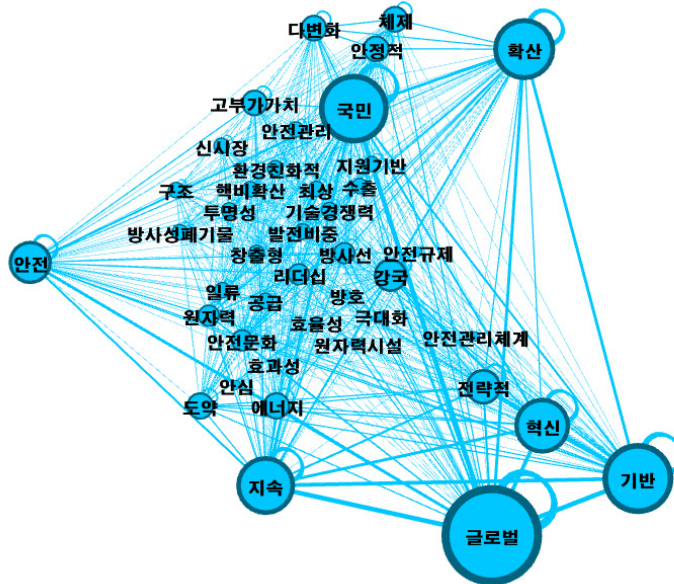 다변화
체제
안정적
확산
고부가가치
국민
안전관리
신시장
환경친화적
지원기반
구조
핵비확산
최상
수출
투명성
기술경쟁력
방사성폐기물
발전비중
안전
창출형
방사선
안전규제
리더십
강국
일류
공급
방호
원자력
효율성
극대화
안전문화
원자력시설
안전관리체계
효과성
안심
전략적
도약
에너지
혁신
지속
기반
글로벌